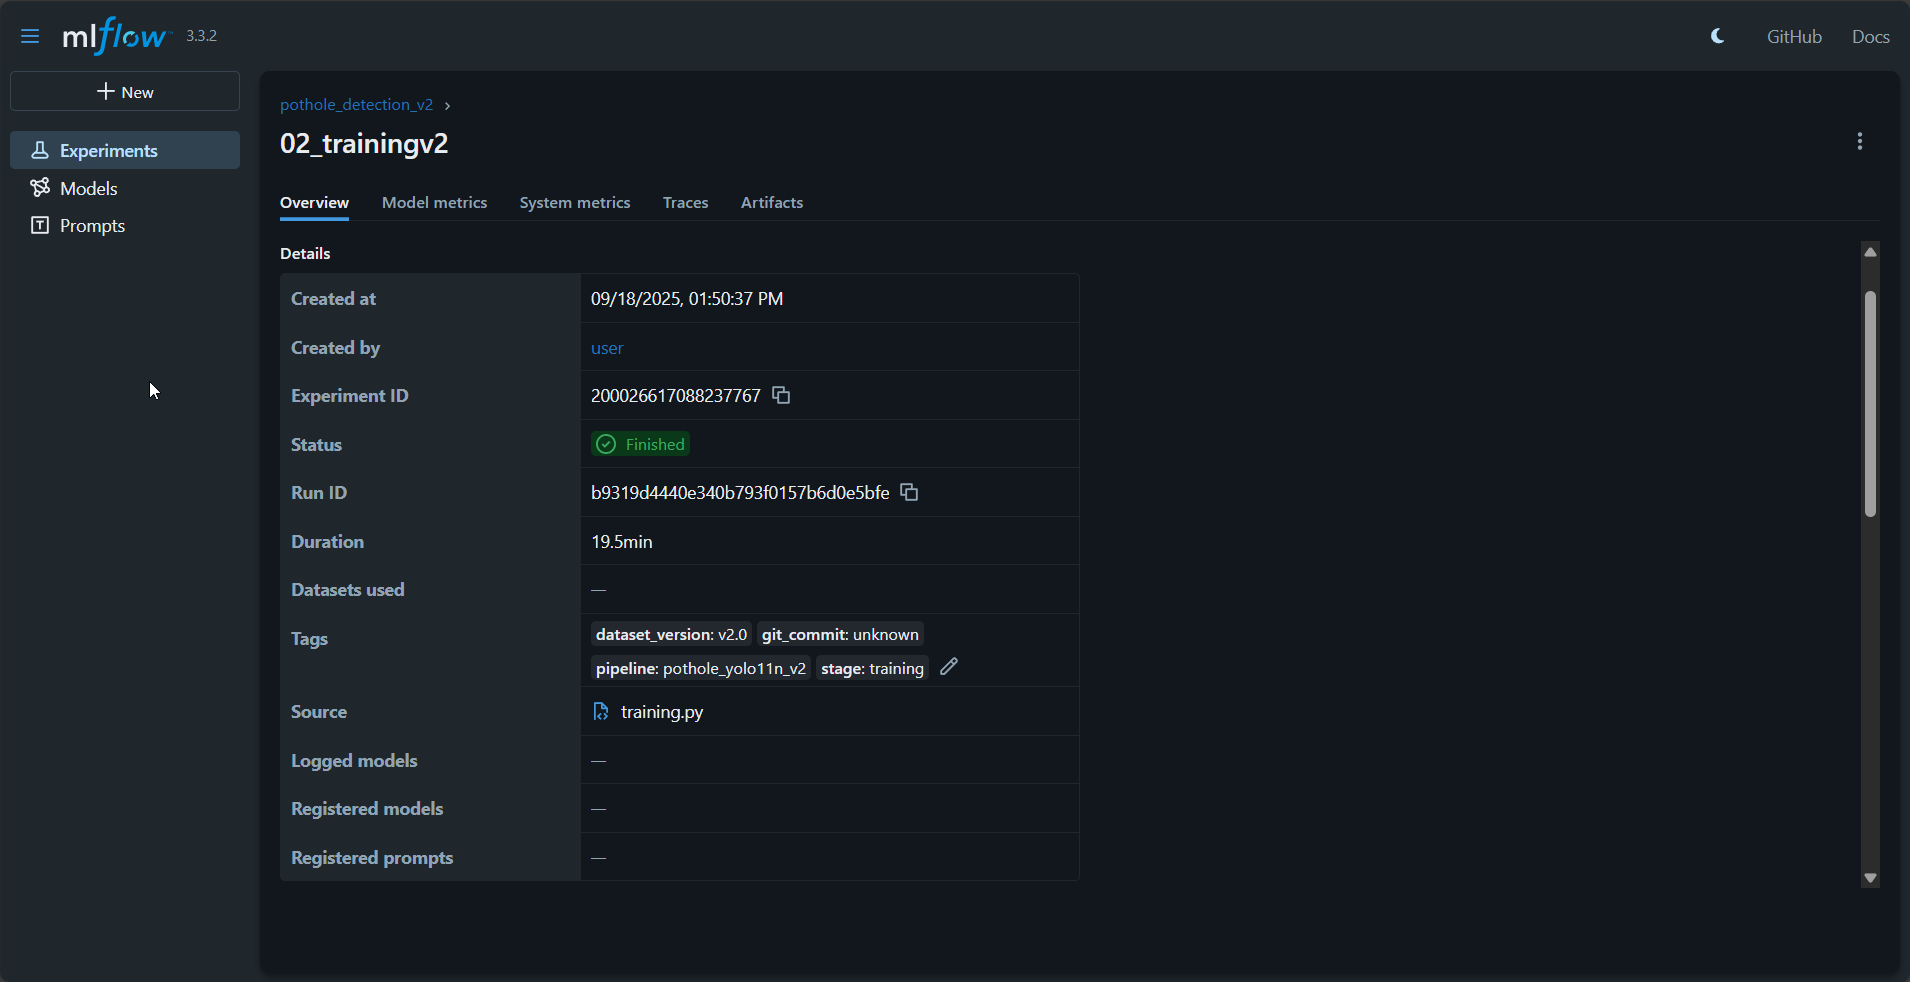 mlflow 3.3.2
GitHub Docs
New
Experiments
Models
Prompts
pothole_detection_v2 ›
02_trainingv2
Overview Model metrics System metrics Traces Artifacts
Details
Created at 09/18/2025, 01:50:37 PM
Created by user
Experiment ID 200026617088237767
Status Finished
Run ID b9319d4440e340b793f0157b6d0e5bfe
Duration 19.5min
Datasets used —
Tags dataset_version: v2.0 git_commit: unknown
pipeline: pothole_yolo11n_v2 stage: training
Source training.py
Logged models —
Registered models —
Registered prompts —